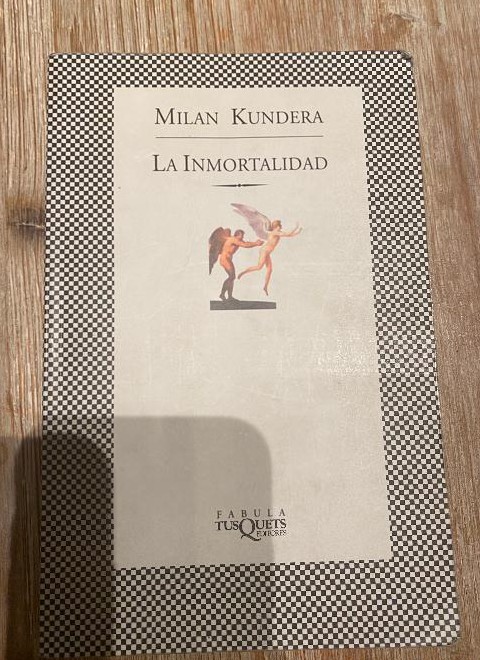 MILAN KUNDERA
LA INMORTALIDAD
FABULA
TUSQUETS
EDITORES